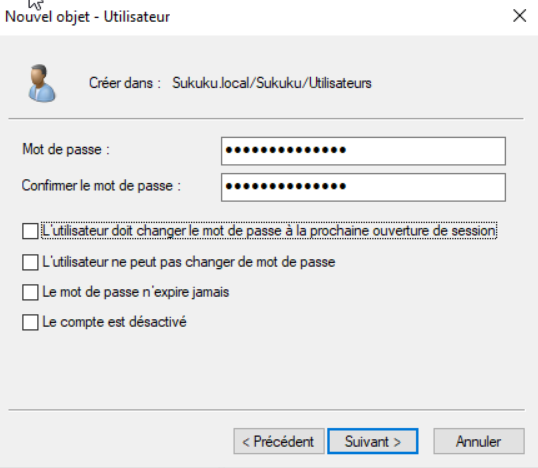 Nouvel objet - Utilisateur
Créer dans : Sukuku.local/Sukuku/Utilisateurs
Mot de passe : ••••••••••••••
Confirmer le mot de passe : ••••••••••••••
L'utilisateur doit changer le mot de passe à la prochaine ouverture de session
L'utilisateur ne peut pas changer de mot de passe
Le mot de passe n'expire jamais
Le compte est désactivé
< Précédent Suivant > Annuler